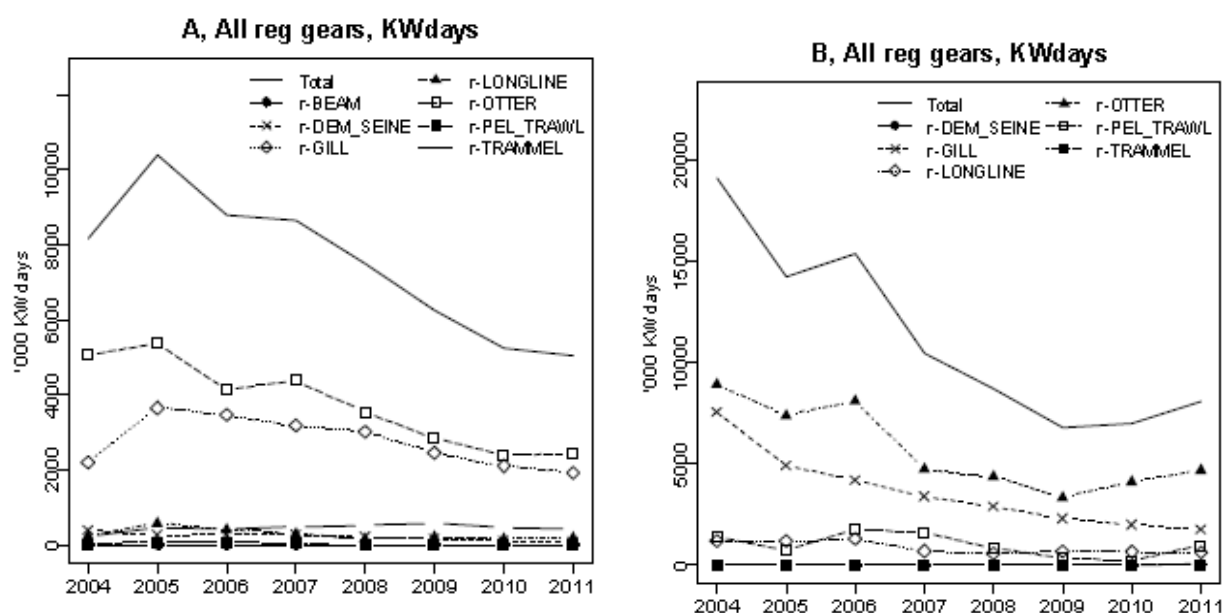 A, All reg gears, KWdays
Total
r-BEAM
r-DEM_SEINE
r-GILL
r-LONGLINE
r-OTTER
r-PEL_TRAWL
r-TRAMMEL
'000 KWdays
10000
8000
6000
4000
2000
0
2004 2005 2006 2007 2008 2009 2010 2011
B, All reg gears, KWdays
Total
r-DEM_SEINE
r-GILL
r-LONGLINE
r-OTTER
r-PEL_TRAWL
r-TRAMMEL
'000 KWdays
20000
15000
10000
5000
0
2004 2005 2006 2007 2008 2009 2010 2011